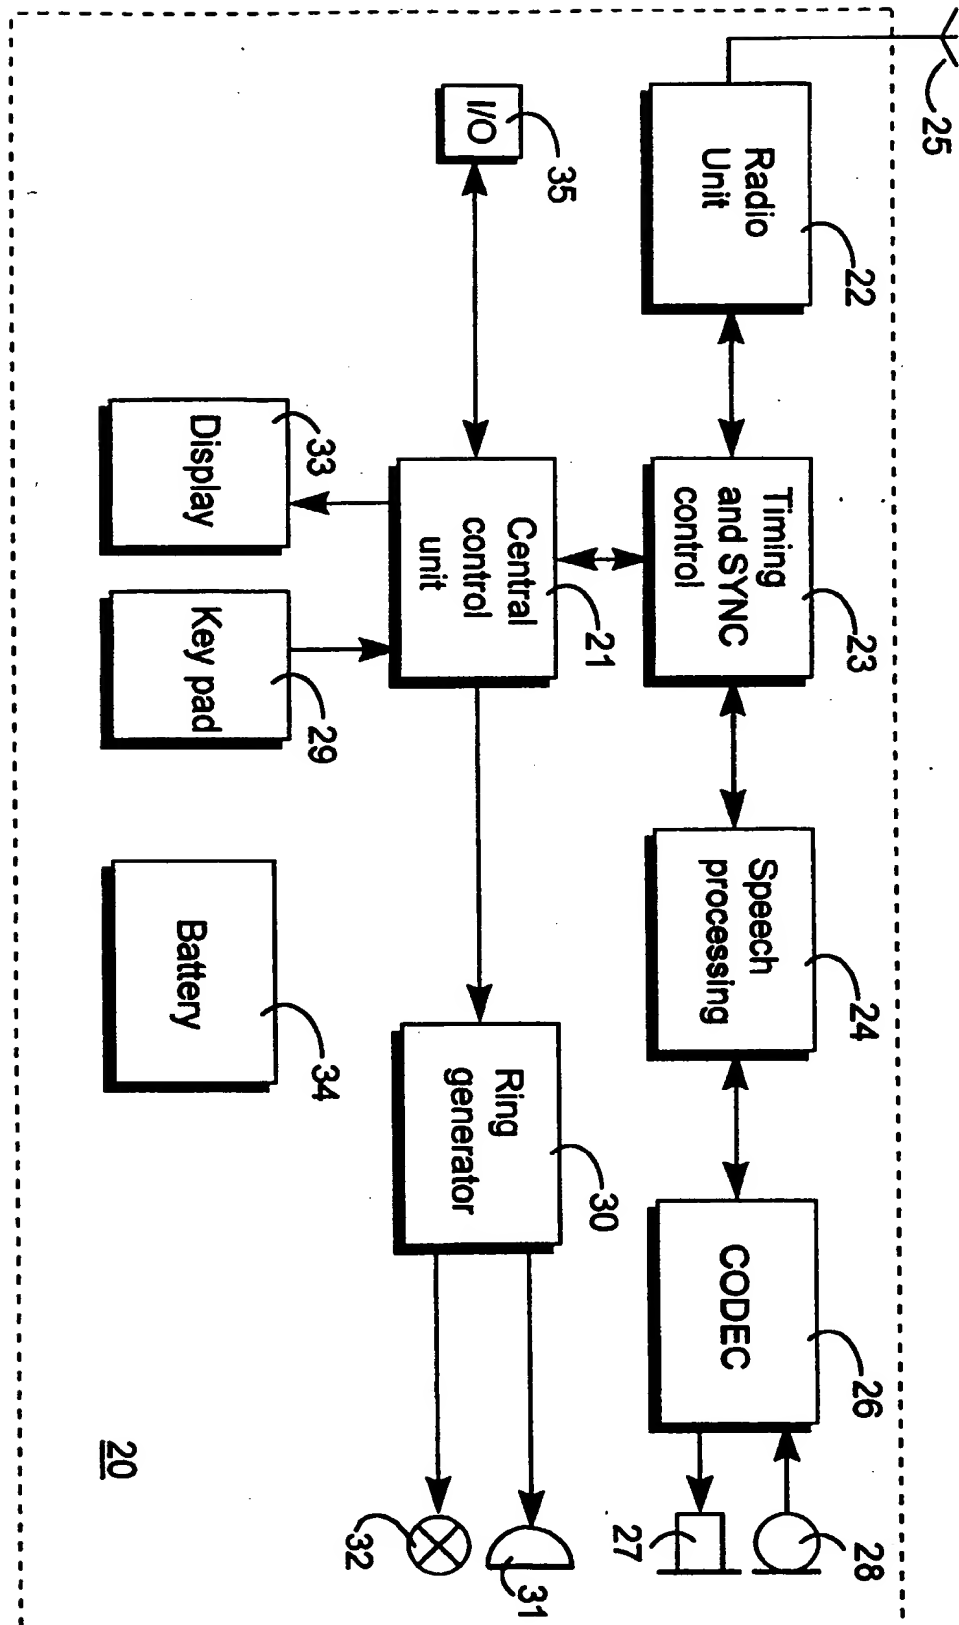 25
Radio
Unit
22
Timing
and SYNC
control
23
Speech
processing
24
CODEC
26
28
27
I/O
35
Central
control
unit
21
Ring
generator
30
31
32
Display
33
Key pad
29
Battery
34
20